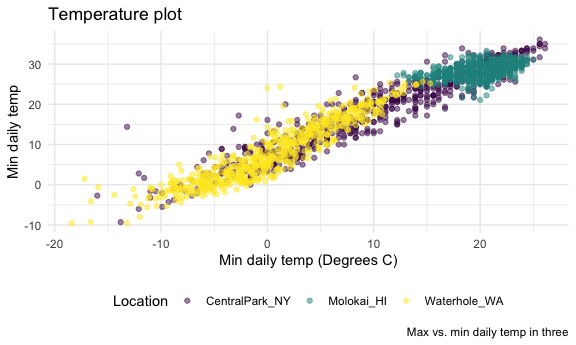 Temperature plot
Min daily temp
30
20
10
0
-10
-20
-10
0
10
20
Min daily temp (Degrees C)
Location CentralPark_NY Molokai_HI Waterhole_WA
Max vs. min daily temp in three